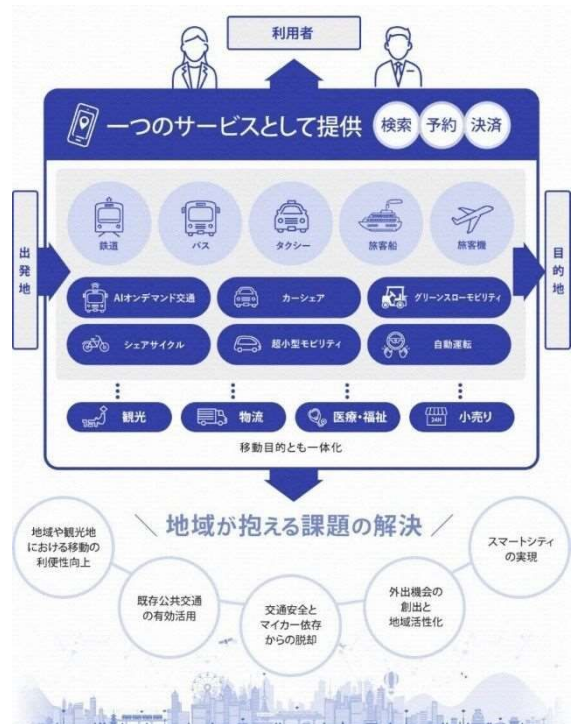 利用者
一つのサービスとして提供
検索
予約
決済
出発地
目的地
鉄道
バス
タクシー
旅客船
旅客機
AIオンデマンド交通
カーシェア
グリーンスローモビリティ
シェアサイクル
超小型モビリティ
自動運転
観光
物流
医療・福祉
24H
小売り
移動目的とも一体化
地域が抱える課題の解決
地域や観光地
における移動の
利便性向上
既存公共交通
の有効活用
交通安全と
マイカー依存
からの脱却
外出機会の
創出と
地域活性化
スマートシティ
の実現